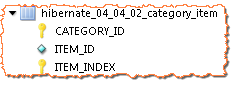 hibernate_04_04_02_category_item
CATEGORY_ID
ITEM_ID
ITEM_INDEX